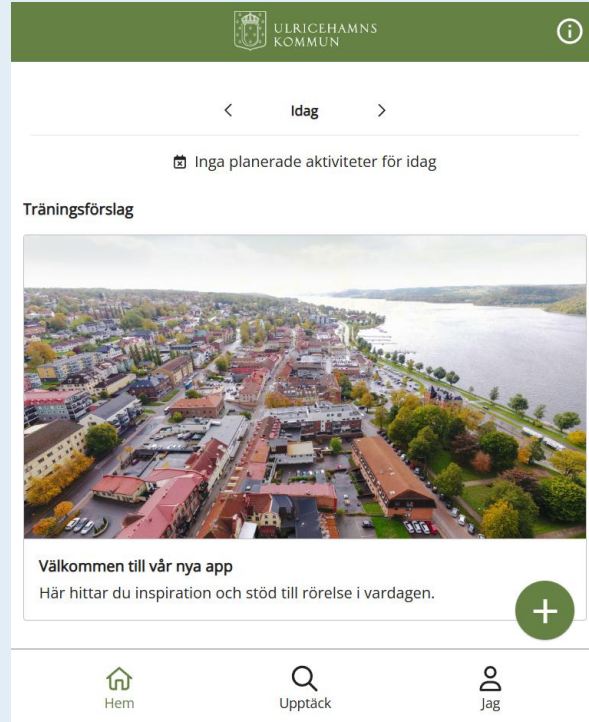 ULRICEHAMNS
KOMMUN
Idag
Inga planerade aktiviteter för idag
Träningsförslag
Välkommen till vår nya app
Här hittar du inspiration och stöd till rörelse i vardagen.
Hem
Upptäck
Jag